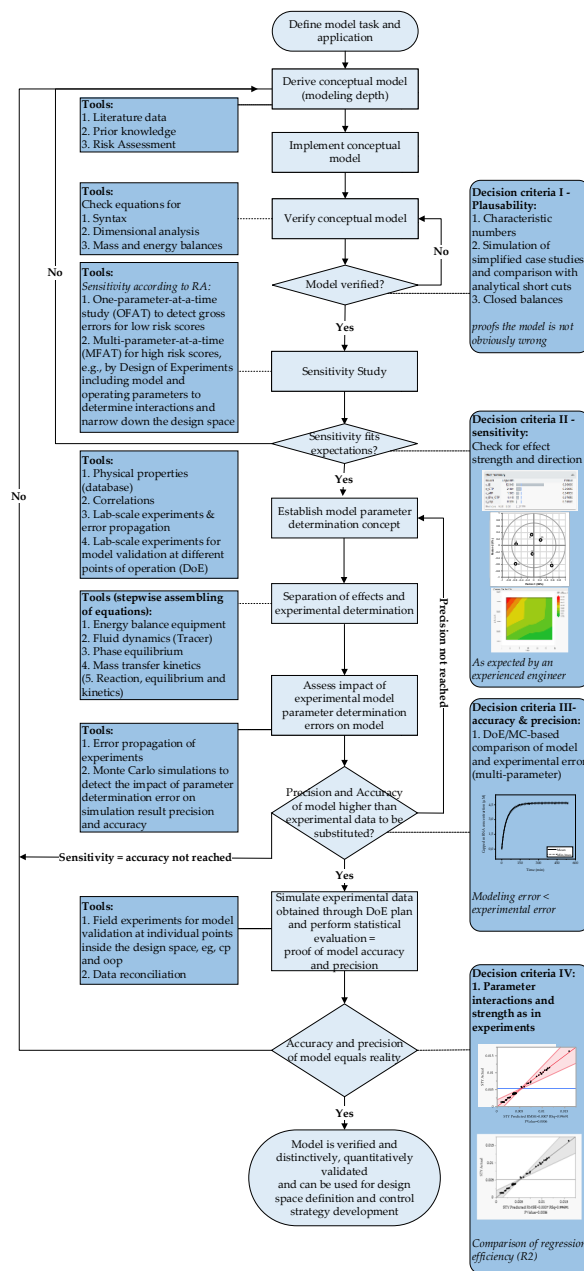 Define model task and
application
Derive conceptual model
(modeling depth)
Tools:
1. Literature data
2. Prior knowledge
3. Risk Assessment
Implement conceptual
model
Tools:
Check equations for
1. Syntax
2. Dimensional analysis
3. Mass and energy balances
Verify conceptual model
No
Model verified?
Yes
Decision criteria I -
Plausability:
1. Characteristic
numbers
2. Simulation of
simplified case studies
and comparison with
analytical short cuts
3. Closed balances
proofs the model is not
obviously wrong
No
Tools:
Sensitivity according to RA:
1. One-parameter-at-a-time
study (OFAT) to detect gross
errors for low risk scores
2. Multi-parameter-at-a-time
(MFAT) for high risk scores,
e.g., by Design of Experiments
including model and
operating parameters to
determine interactions and
narrow down the design space
Sensitivity Study
Sensitivity fits
expectations?
Yes
Decision criteria II -
sensitivity:
Check for effect
strength and direction
As expected by an
experienced engineer
No
Tools:
1. Physical properties
(database)
2. Correlations
3. Lab-scale experiments &
error propagation
4. Lab-scale experiments for
model validation at different
points of operation (DoE)
Establish model parameter
determination concept
Precision not reached
Tools (stepwise assembling
of equations):
1. Energy balance equipment
2. Fluid dynamics (Tracer)
3. Phase equilibrium
4. Mass transfer kinetics
(5. Reaction, equilibrium and
kinetics)
Separation of effects and
experimental determination
Assess impact of
experimental model
parameter determination
errors on model
Tools:
1. Error propagation of
experiments
2. Monte Carlo simulations to
detect the impact of parameter
determination error on
simulation result precision
and accuracy
Precision and Accuracy
of model higher than
experimental data to be
substituted?
Sensitivity = accuracy not reached
Yes
Decision criteria III-
accuracy & precision:
1. DoE/MC-based
comparison of model
and experimental error
(multi-parameter)
Time (min)
Modeling error <
experimental error
Tools:
1. Field experiments for model
validation at individual points
inside the design space, eg, cp
and oop
2. Data reconciliation
Simulate experimental data
obtained through DoE plan
and perform statistical
evaluation =
proof of model accuracy
and precision
Accuracy and precision
of model equals reality
Yes
Decision criteria IV:
1. Parameter
interactions and
strength as in
experiments
STY Actual
STY Actual
Comparison of regression
efficiency (R2)
Model is verified and
distinctively, quantitatively
validated
and can be used for design
space definition and control
strategy development